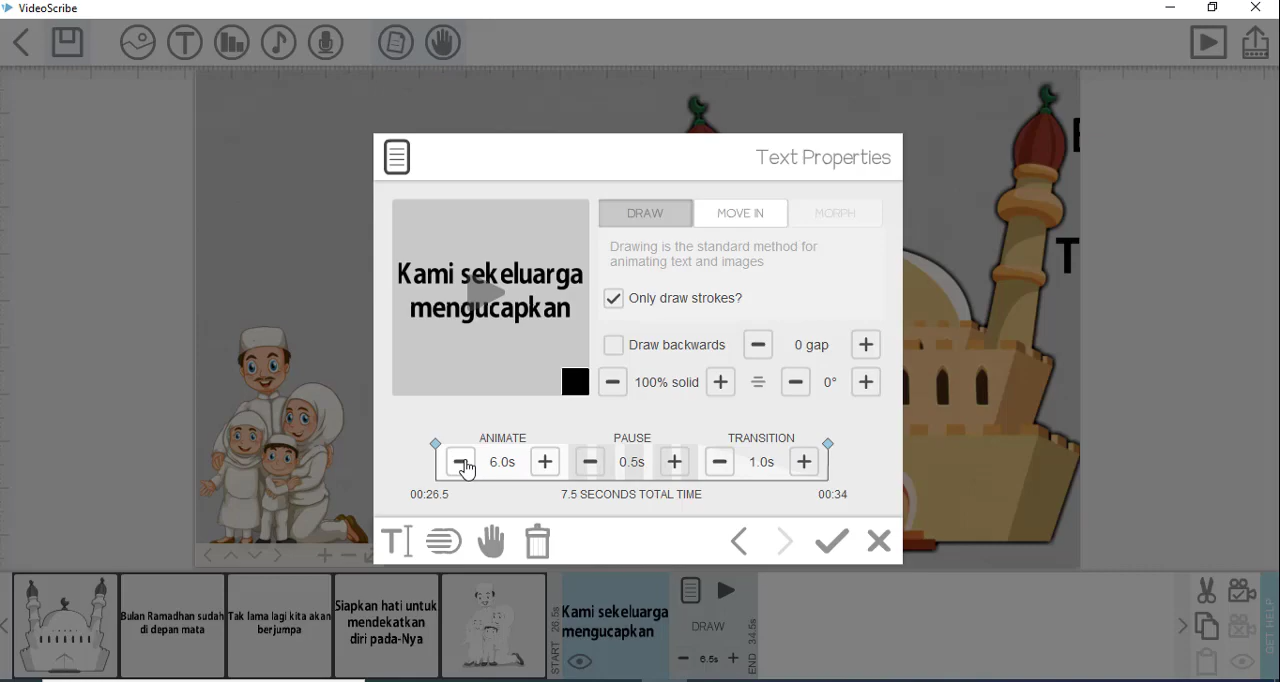 VideoScribe
Text Properties
Kami sekeluarga
mengucapkan
DRAW
MOVE IN
MORPH
Drawing is the standard method for
animating text and images
Only draw strokes?
Draw backwards
0 gap
100% solid
0°
ANIMATE
PAUSE
TRANSITION
6.0s
0.5s
1.0s
00:26.5
7.5 SECONDS TOTAL TIME
00:34
Bulan Ramadhan sudah
di depan mata
Tak lama lagi kita akan
berjumpa
Siapkan hati untuk
mendekatkan
diri pada-Nya
START 26.5s
Kami sekeluarga
mengucapkan
DRAW
6.5s
END 34.5s
GET HELP